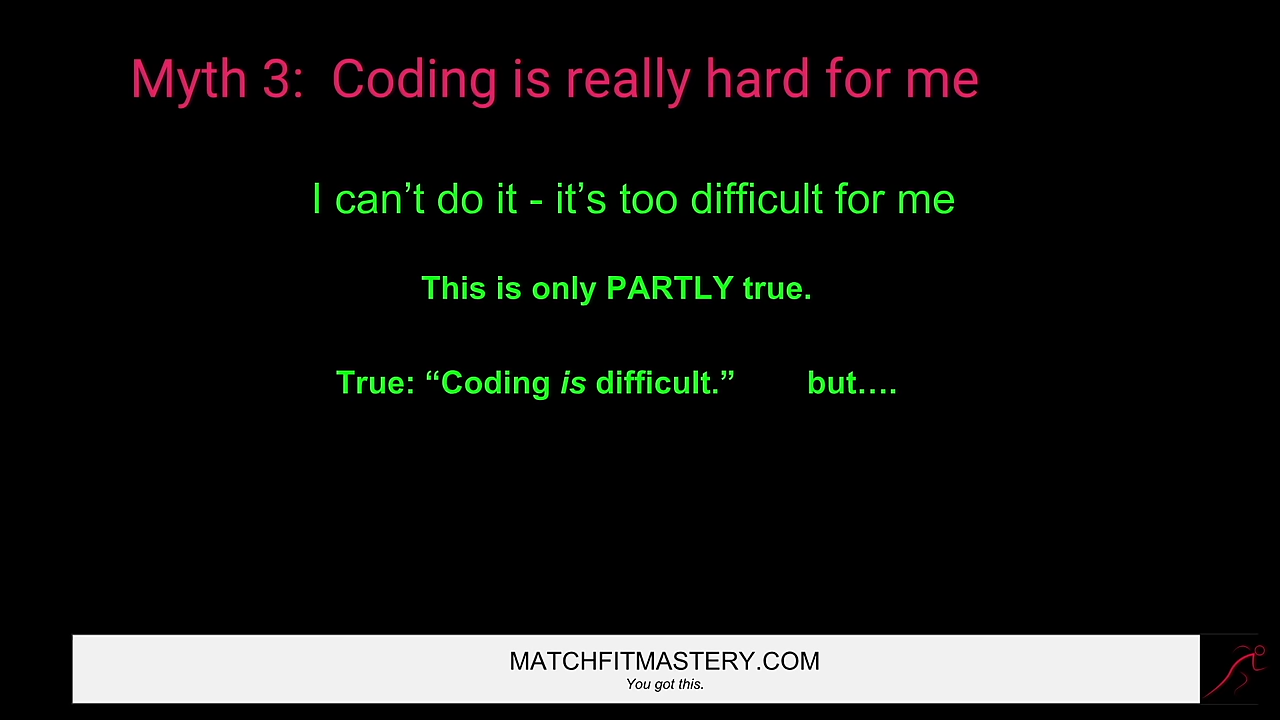 Myth 3: Coding is really hard for me
I can’t do it - it’s too difficult for me
This is only PARTLY true.
True: “Coding is difficult.” but….
MATCHFITMASTERY.COM
You got this.